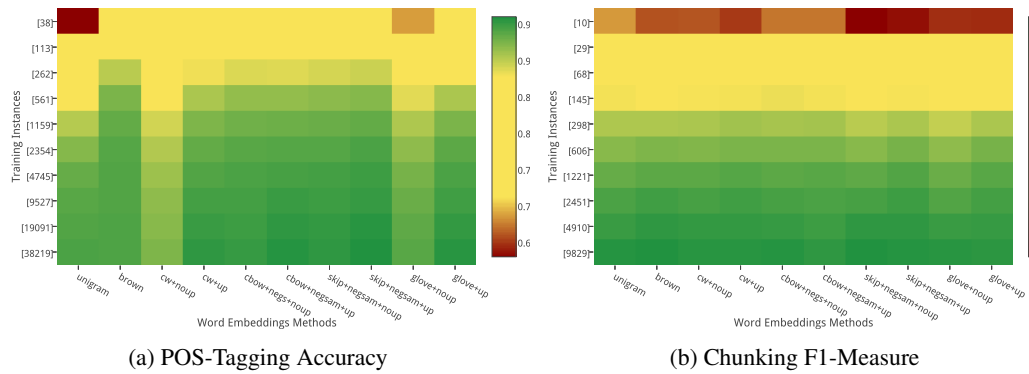 [38]
[113]
[262]
[561]
[1159]
[2354]
[4745]
[9527]
[19091]
[38219]
Training Instances
unigram
brown
cw+noup
cw+up
cbow+negs+noup
cbow+negsam+up
skip+negsam+noup
skip+negsam+up
glove+noup
glove+up
Word Embeddings Methods
0.9
0.9
0.8
0.8
0.7
0.7
0.6
(a) POS-Tagging Accuracy
[10]
[29]
[68]
[145]
[298]
[606]
[1221]
[2451]
[4910]
[9829]
Training Instances
unigram
brown
cw+noup
cw+up
cbow+negs+noup
cbow+negsam+up
skip+negsam+noup
skip+negsam+up
glove+noup
glove+up
Word Embeddings Methods
(b) Chunking F1-Measure